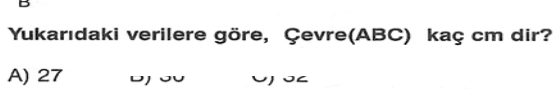 B
Yukarıdaki verilere göre, Çevre(ABC) kaç cm dir?
A) 27